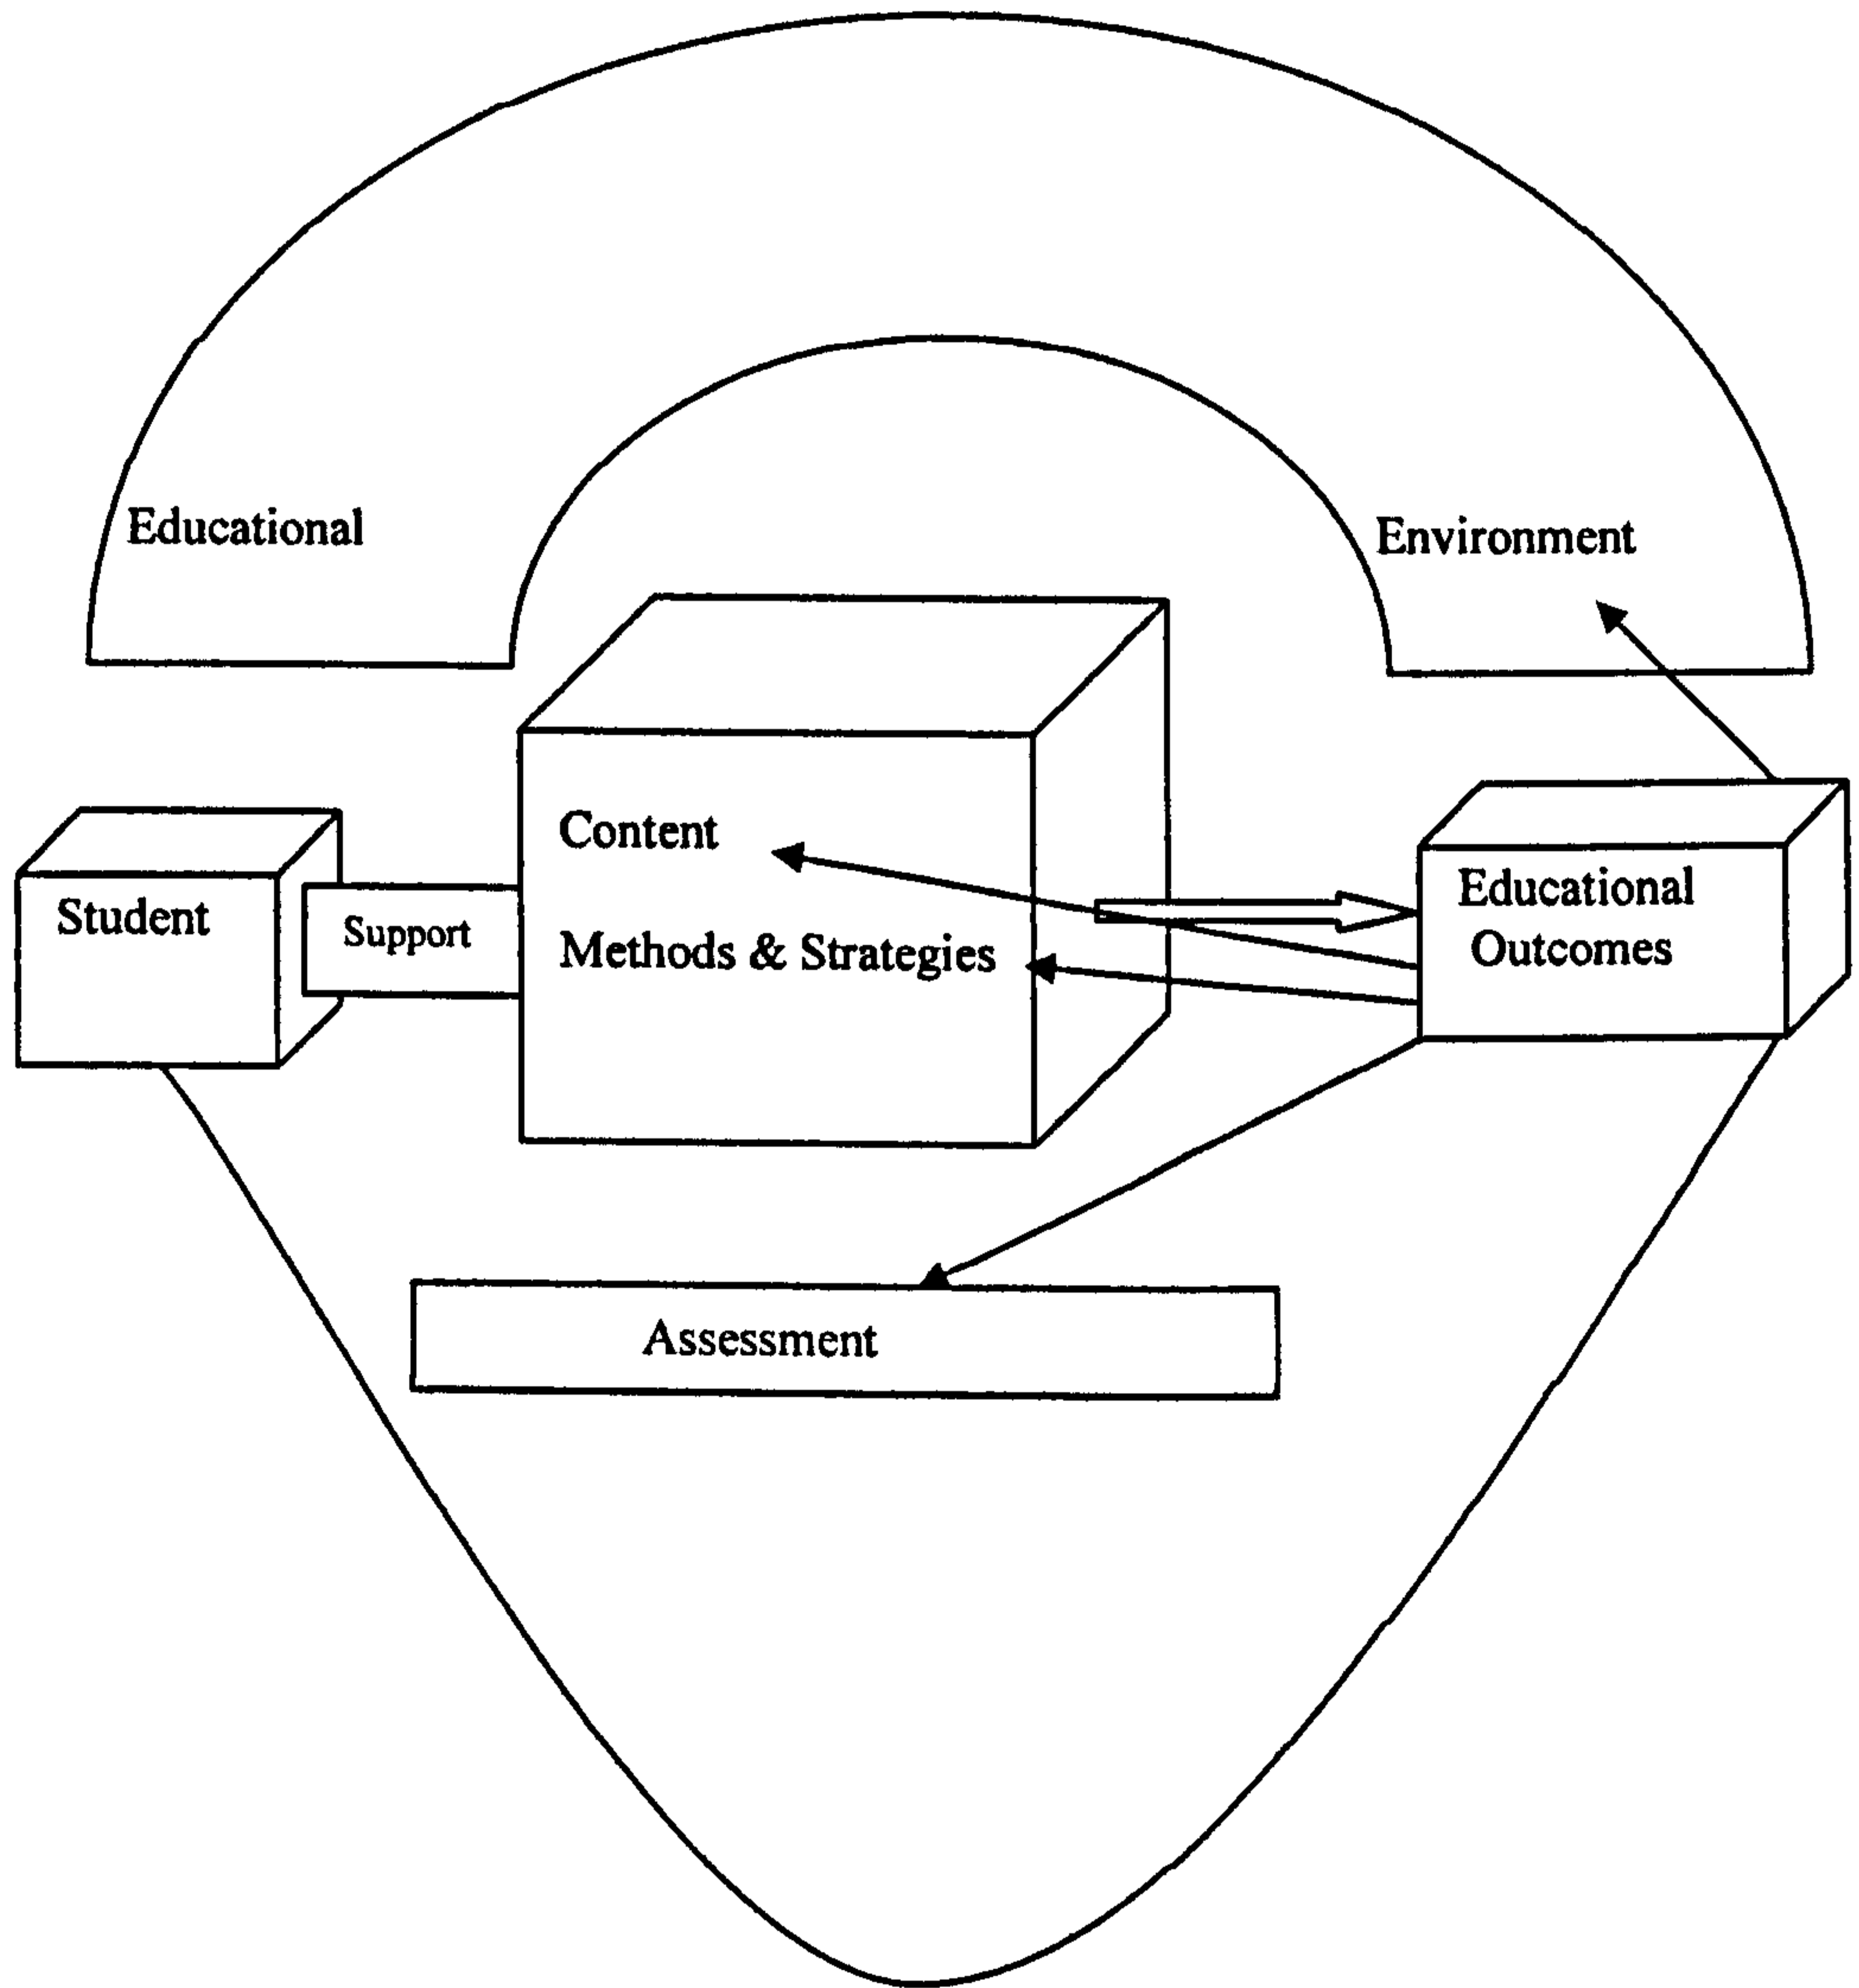 Educational
Environment
Content
Student
Support
Methods & Strategies
Educational
Outcomes
Assessment